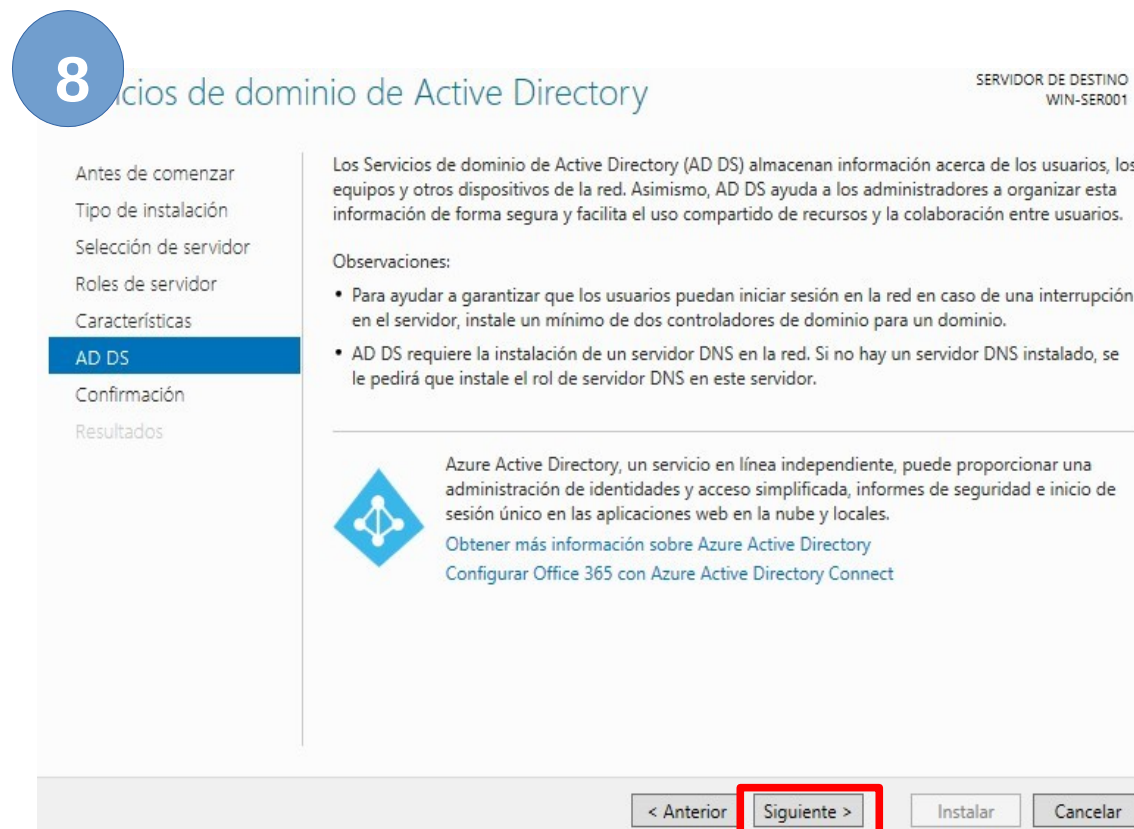 8
cios de dominio de Active Directory
SERVIDOR DE DESTINO
WIN-SER001
Antes de comenzar
Tipo de instalación
Selección de servidor
Roles de servidor
Características
AD DS
Confirmación
Resultados
Los Servicios de dominio de Active Directory (AD DS) almacenan información acerca de los usuarios, los
equipos y otros dispositivos de la red. Asimismo, AD DS ayuda a los administradores a organizar esta
información de forma segura y facilita el uso compartido de recursos y la colaboración entre usuarios.
Observaciones:
• Para ayudar a garantizar que los usuarios puedan iniciar sesión en la red en caso de una interrupción
en el servidor, instale un mínimo de dos controladores de dominio para un dominio.
• AD DS requiere la instalación de un servidor DNS en la red. Si no hay un servidor DNS instalado, se
le pedirá que instale el rol de servidor DNS en este servidor.
Azure Active Directory, un servicio en línea independiente, puede proporcionar una
administración de identidades y acceso simplificada, informes de seguridad e inicio de
sesión único en las aplicaciones web en la nube y locales.
Obtener más información sobre Azure Active Directory
Configurar Office 365 con Azure Active Directory Connect
< Anterior
Siguiente >
Instalar
Cancelar